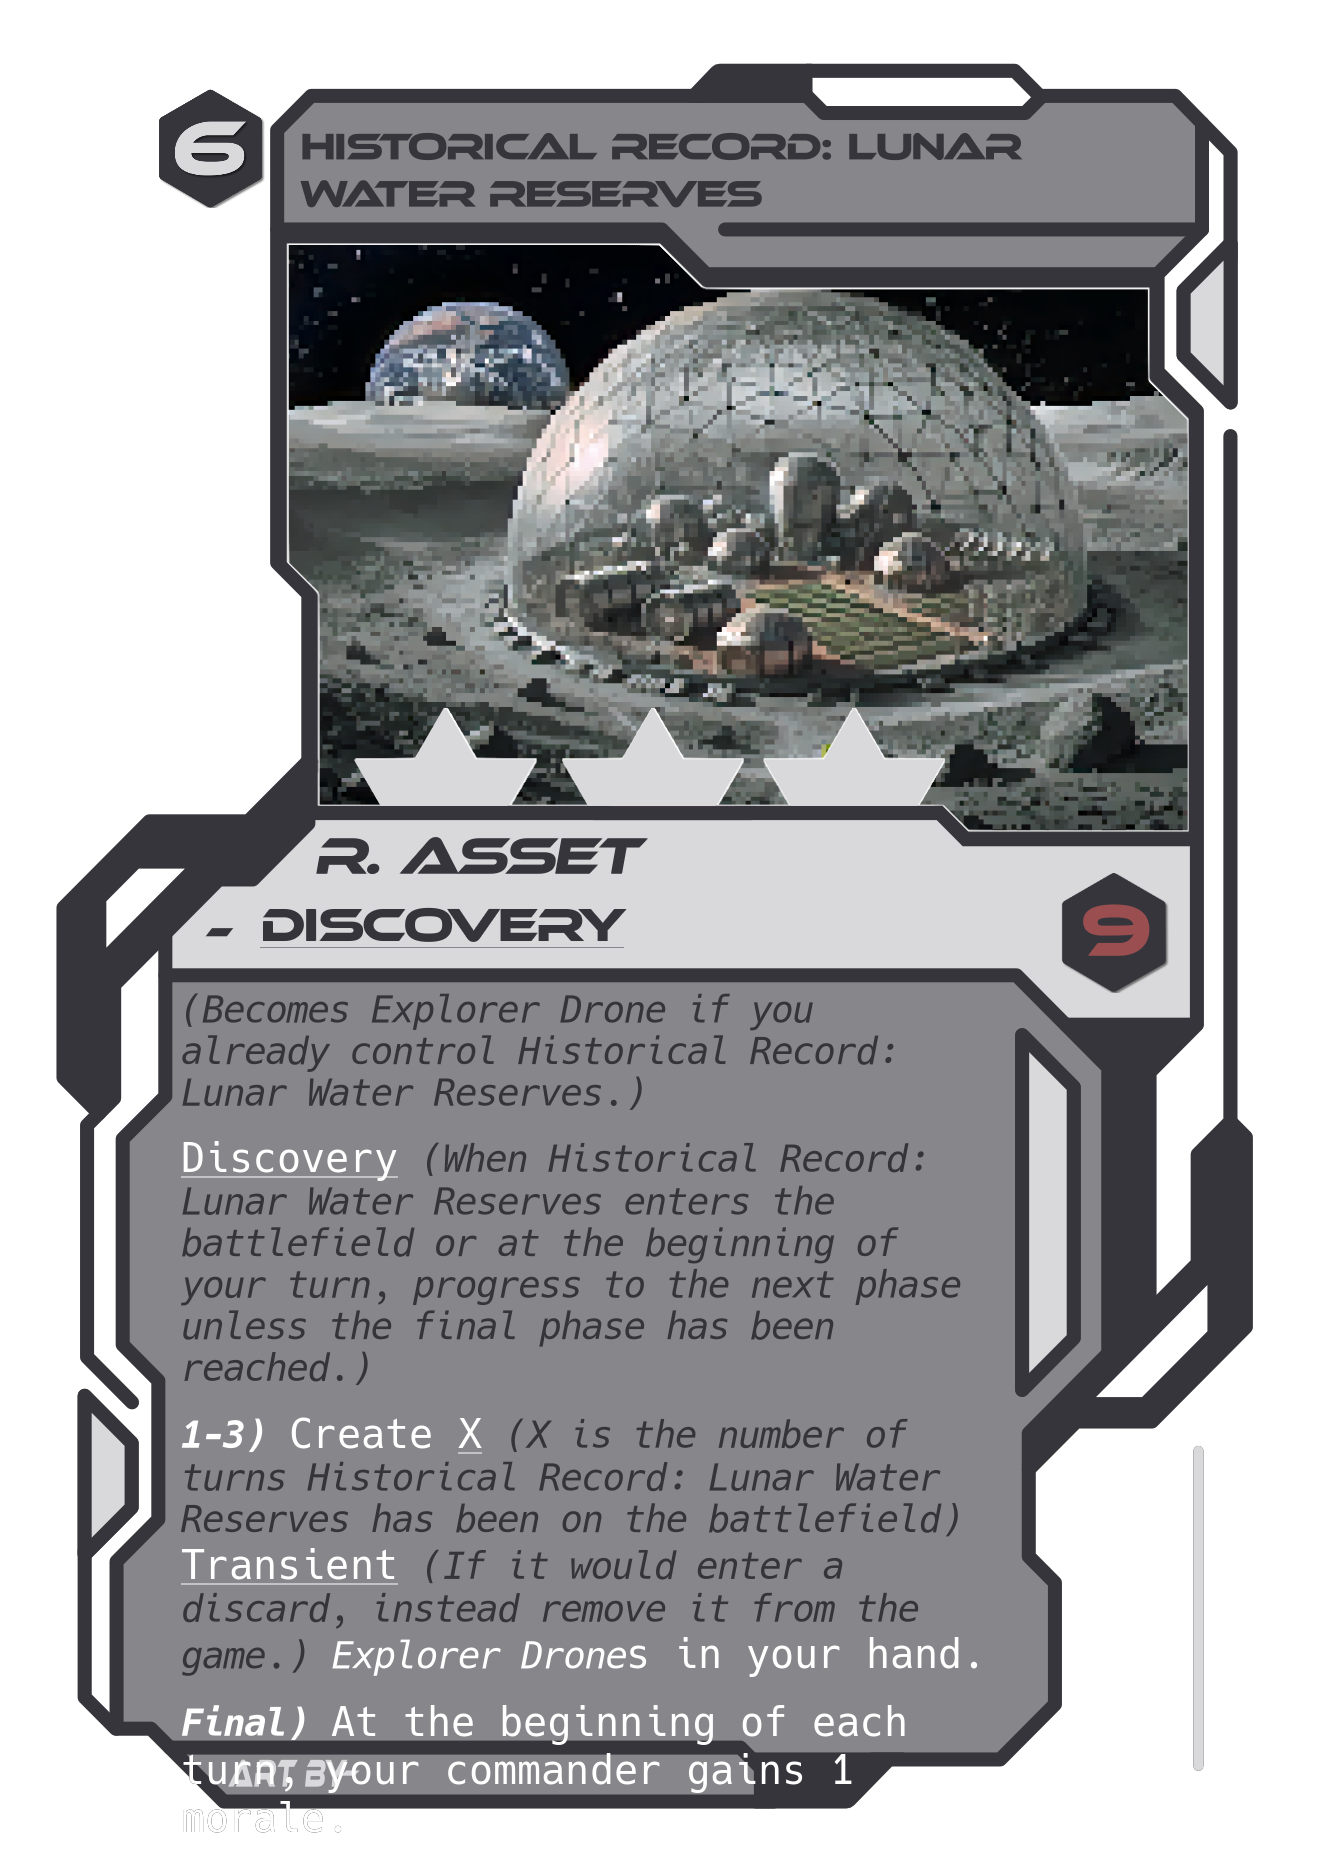 6
HISTORICAL RECORD: LUNAR
WATER RESERVES
R. ASSET
- DISCOVERY
9
(Becomes Explorer Drone if you
already control Historical Record:
Lunar Water Reserves.)
Discovery (When Historical Record:
Lunar Water Reserves enters the
battlefield or at the beginning of
your turn, progress to the next phase
unless the final phase has been
reached.)
1-3) Create X (X is the number of
turns Historical Record: Lunar Water
Reserves has been on the battlefield)
Transient (If it would enter a
discard, instead remove it from the
game.) Explorer Drones in your hand.
Final) At the beginning of each
turn, your commander gains 1
morale.
ART BY-